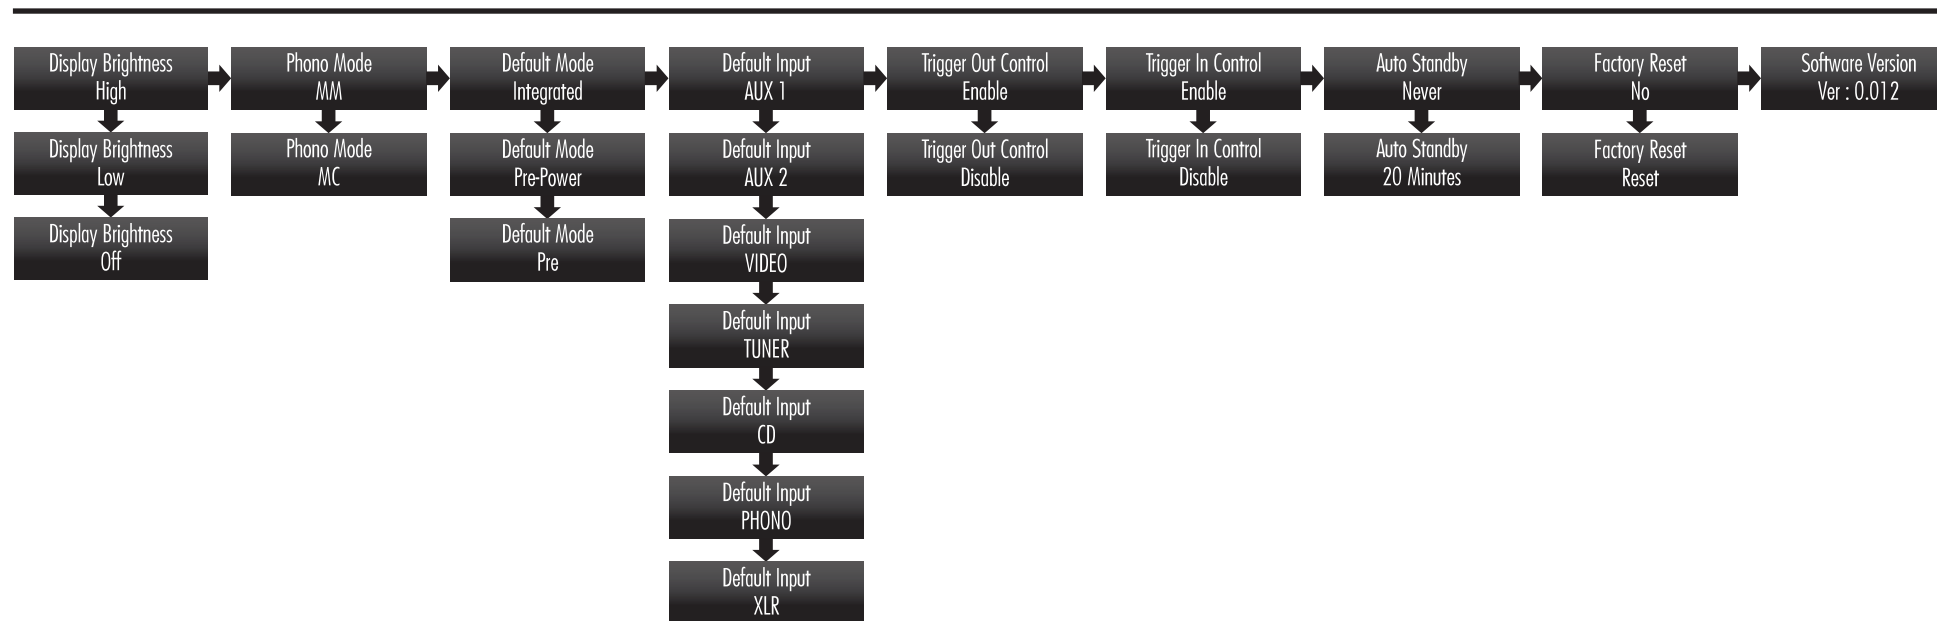 Display Brightness
High
Phono Mode
MM
Default Mode
Integrated
Default Input
AUX 1
Trigger Out Control
Enable
Trigger In Control
Enable
Auto Standby
Never
Factory Reset
No
Software Version
Ver : 0.012
Display Brightness
Low
Phono Mode
MC
Default Mode
Pre-Power
Default Input
AUX 2
Trigger Out Control
Disable
Trigger In Control
Disable
Auto Standby
20 Minutes
Factory Reset
Reset
Display Brightness
Off
Default Mode
Pre
Default Input
VIDEO
Default Input
TUNER
Default Input
CD
Default Input
PHONO
Default Input
XLR